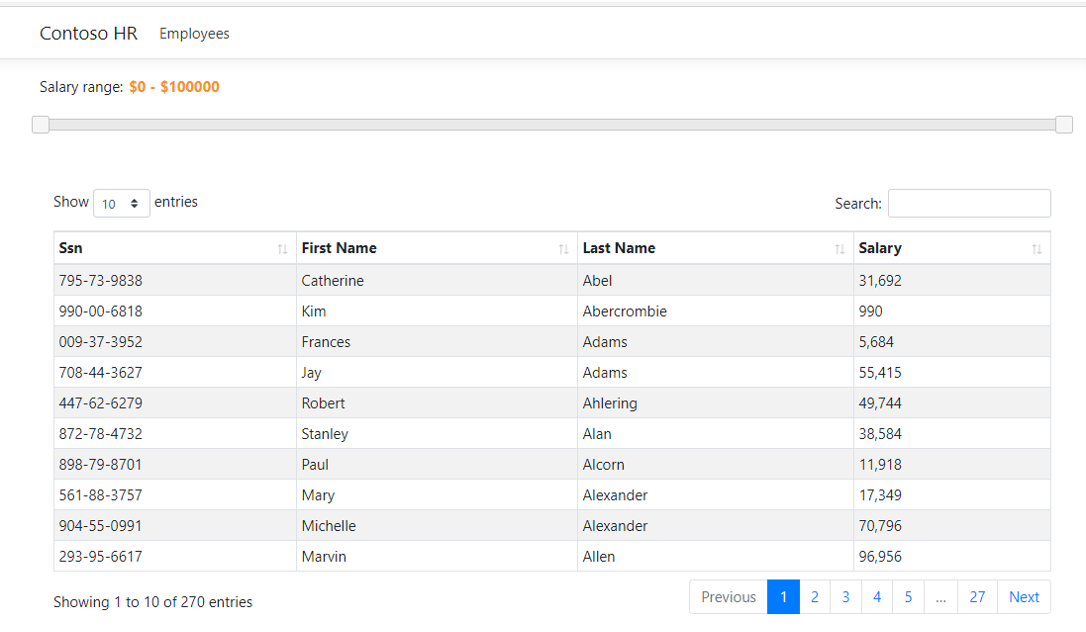 Contoso HR Employees
Salary range: $0 - $100000
Show 10 entries Search:
Ssn First Name Last Name Salary
795-73-9838 Catherine Abel 31,692
990-00-6818 Kim Abercrombie 990
009-37-3952 Frances Adams 5,684
708-44-3627 Jay Adams 55,415
447-62-6279 Robert Ahlering 49,744
872-78-4732 Stanley Alan 38,584
898-79-8701 Paul Alcorn 11,918
561-88-3757 Mary Alexander 17,349
904-55-0991 Michelle Alexander 70,796
293-95-6617 Marvin Allen 96,956
Showing 1 to 10 of 270 entries Previous 1 2 3 4 5 ... 27 Next